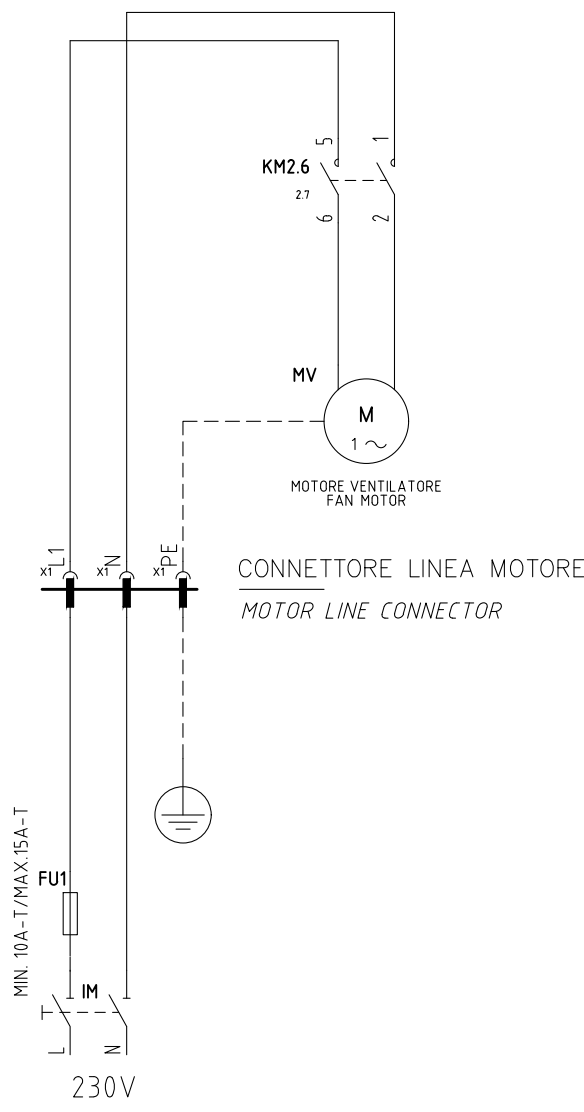 5
1
KM2.6
2.7
6
2
MV
M
1 ~
MOTORE VENTILATORE
FAN MOTOR
x1 L1
x1 N
x1 PE
CONNETTORE LINEA MOTORE
MOTOR LINE CONNECTOR
MIN. 10A-T/MAX.15A-T
FU1
IM
L
N
230V